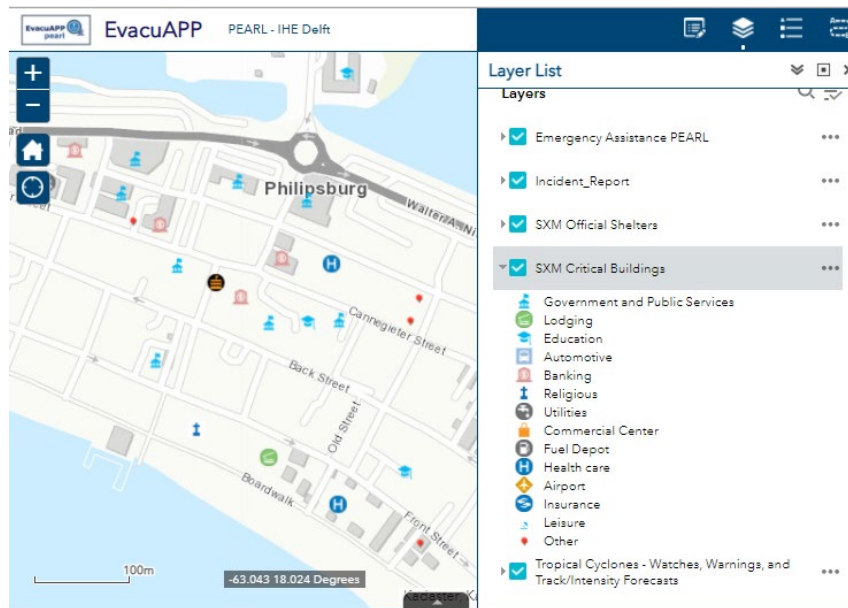 EvacuAPP
pearl
EvacuAPP
PEARL - IHE Delft
Layer List
Layers
Emergency Assistance PEARL
Incident_Report
SXM Official Shelters
SXM Critical Buildings
Government and Public Services
Lodging
Education
Automotive
Banking
Religious
Utilities
Commercial Center
Fuel Depot
Health care
Airport
Insurance
Leisure
Other
Tropical Cyclones - Watches, Warnings, and
Track/Intensity Forecasts
Philipsburg
Walter A. Ni
Cannegieter Street
Back Street
Old Street
Boardwalk
Front Street
100m
-63.043 18.024 Degrees